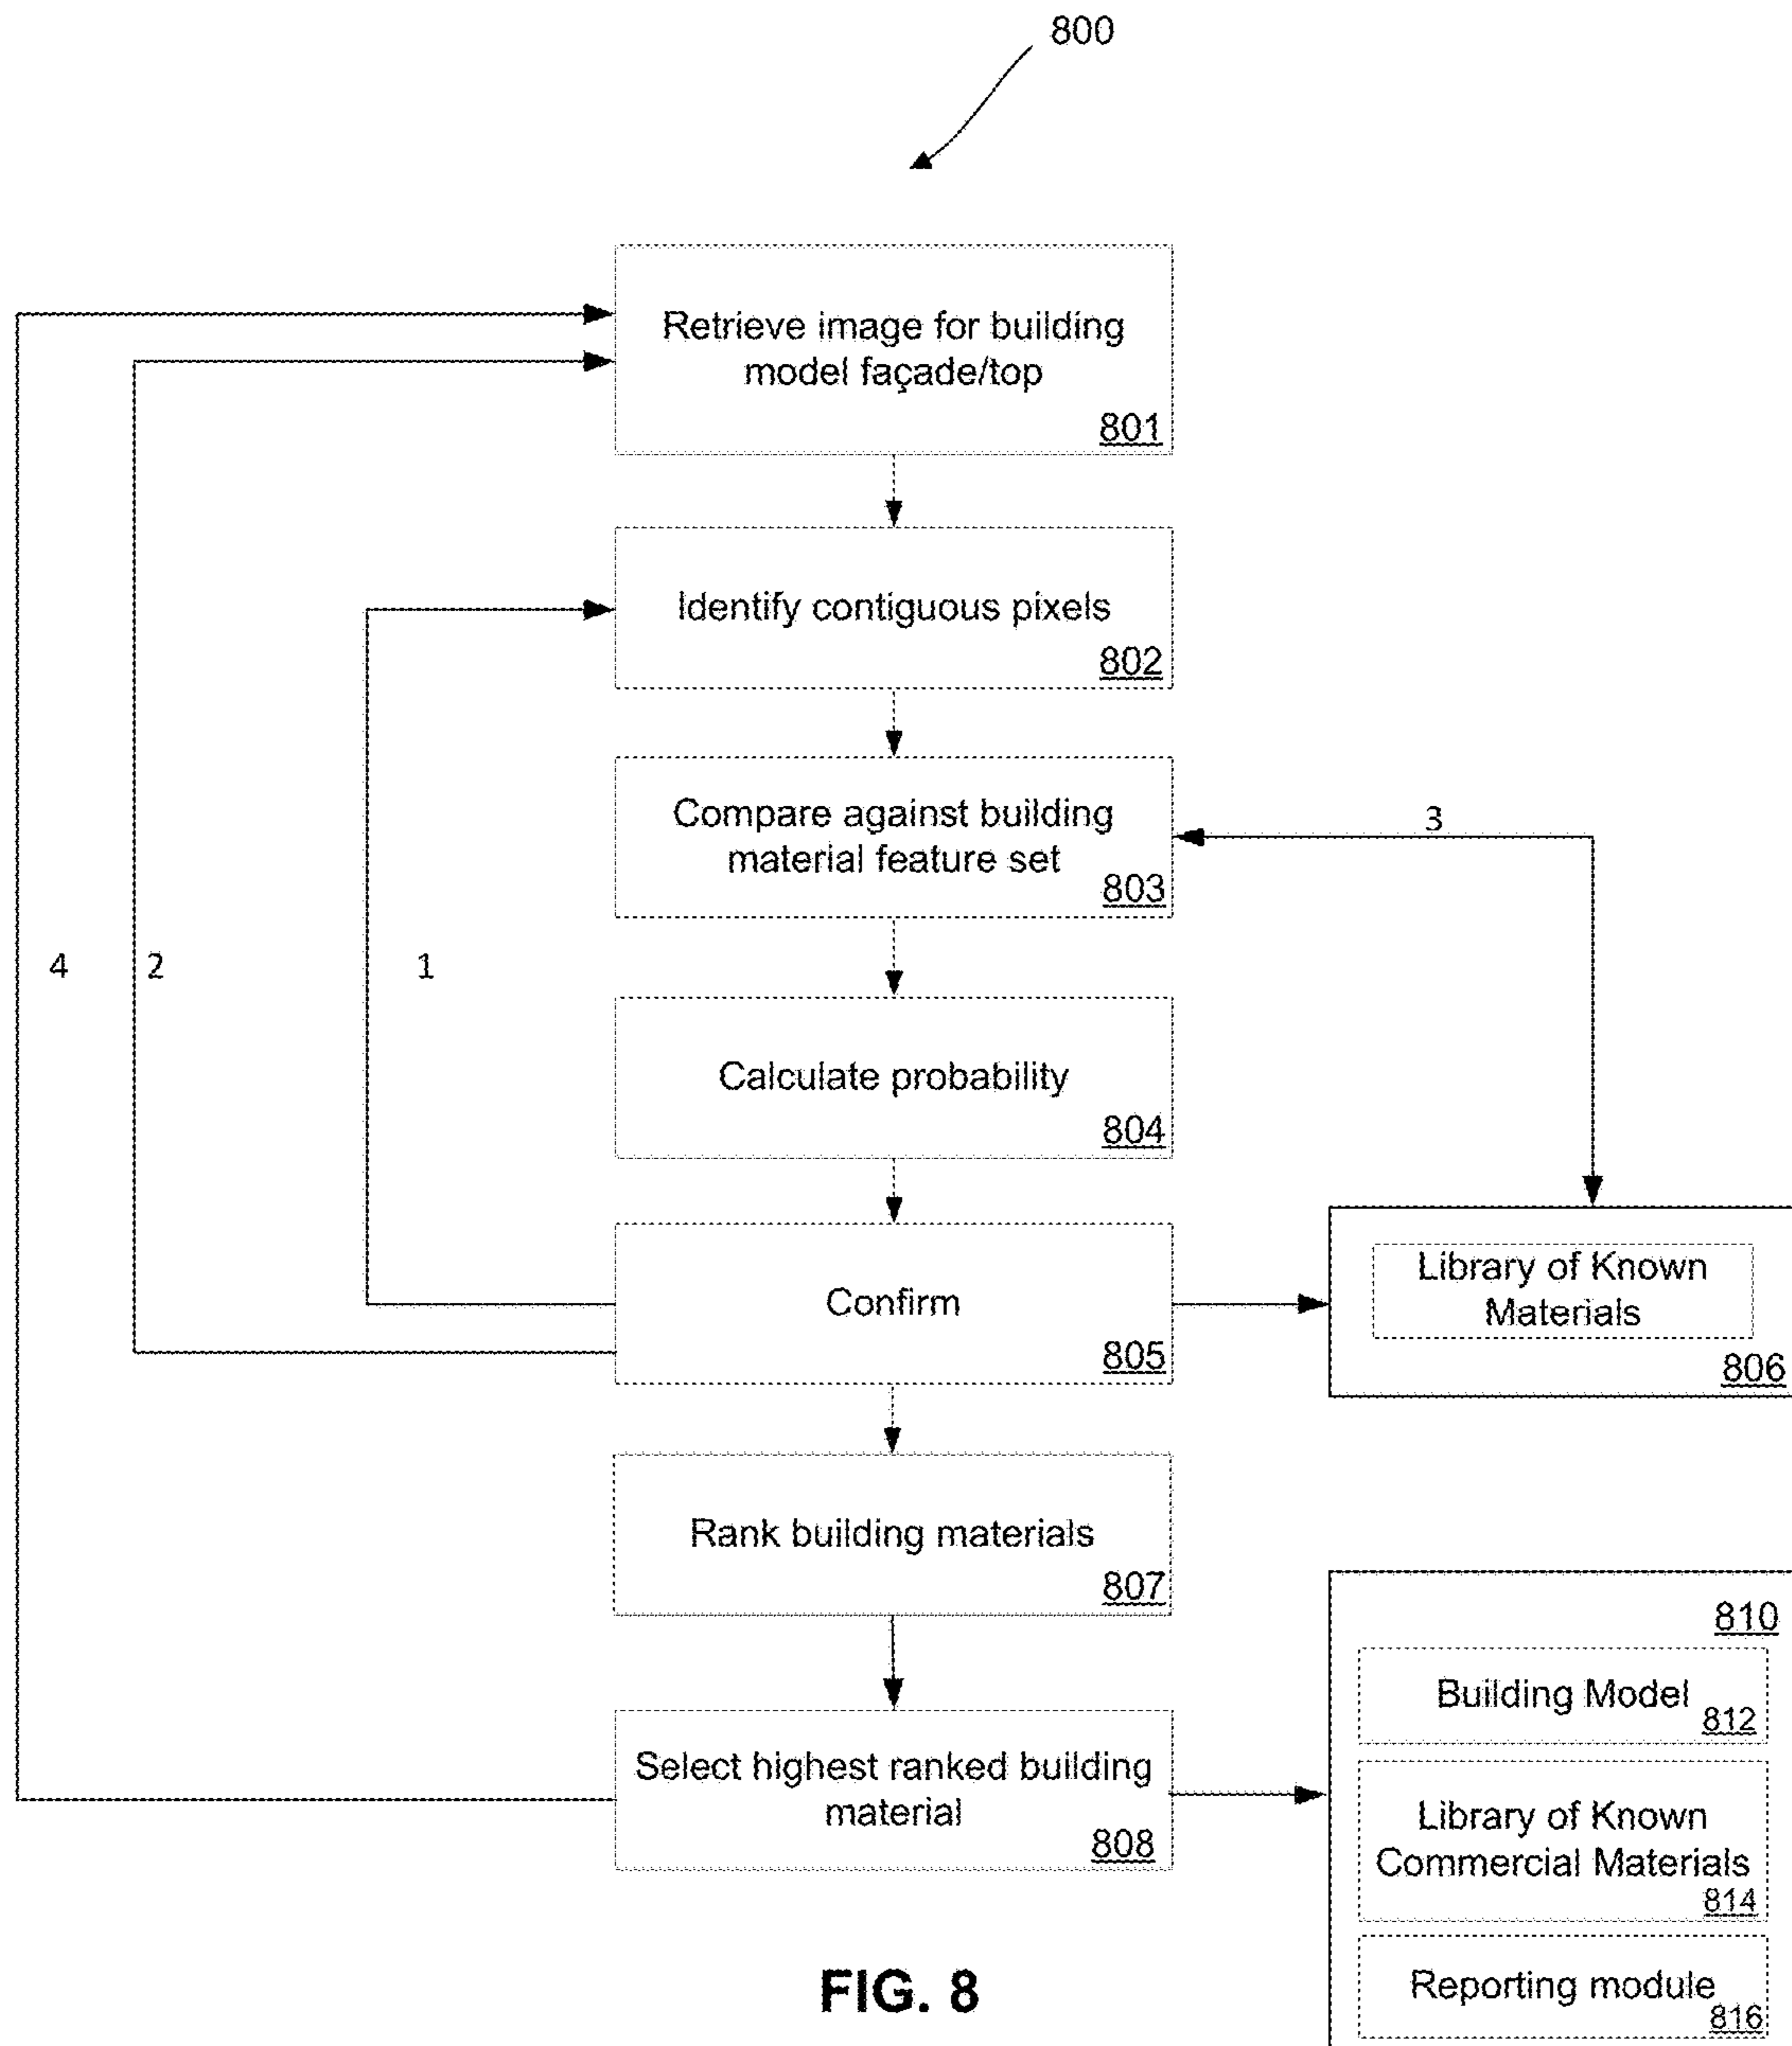 800
Retrieve image for building
model façade/top
801
Identify contiguous pixels
802
Compare against building
material feature set
803
3
4
2
1
Calculate probability
804
Confirm
805
Library of Known
Materials
806
Rank building materials
807
Select highest ranked building
material
808
810
Building Model
812
Library of Known
Commercial Materials
814
Reporting module
816
FIG. 8